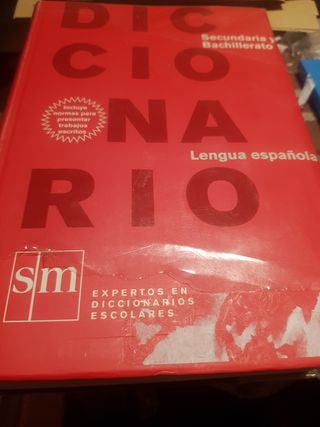 DIC
Secundaria y
Bachillerato
CIO
Incluye
normas para
presentar
trabajos
escritos
NA
Lengua española
RIO
sm
EXPERTOS EN
DICCIONARIOS
ESCOLARES